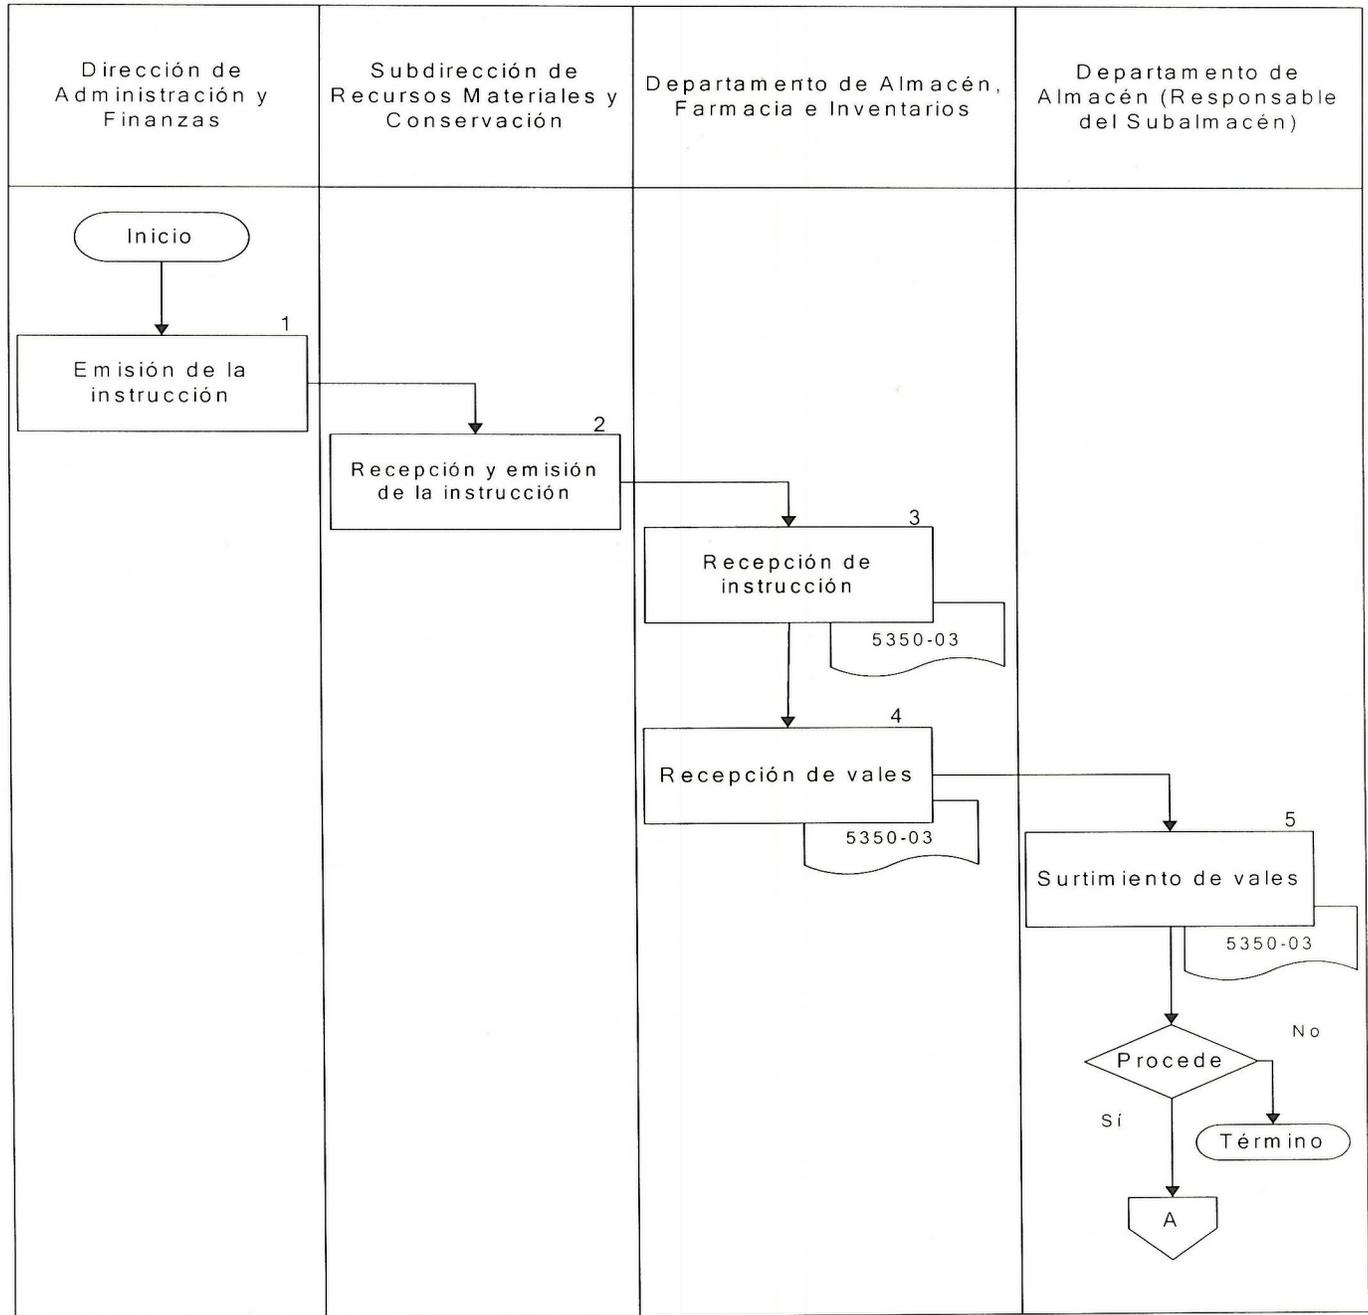 Dirección de
Administración y
Finanzas
Subdirección de
Recursos Materiales y
Conservación
Departamento de Almacén,
Farmacia e Inventarios
Departamento de
Almacén (Responsable
del Subalmacén)
Inicio
1
Emisión de la
instrucción
2
Recepción y emisión
de la instrucción
3
Recepción de
instrucción
5350-03
4
Recepción de vales
5350-03
5
Surtimiento de vales
5350-03
Procede
No
Sí
Término
A